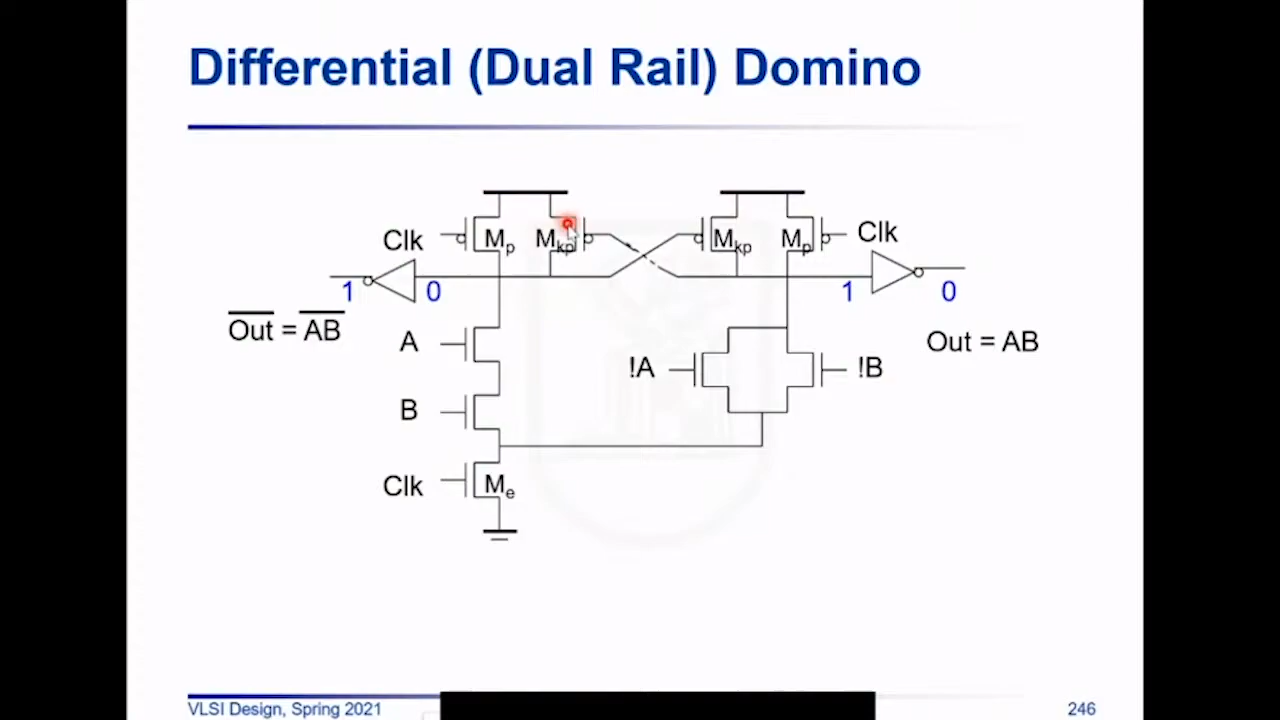 Differential (Dual Rail) Domino
Clk
Mp
Mkp
Mkp
Mp
Clk
1
0
1
0
Out = AB
A
!A
!B
Out = AB
B
Clk
Me
VLSI Design, Spring 2021
246